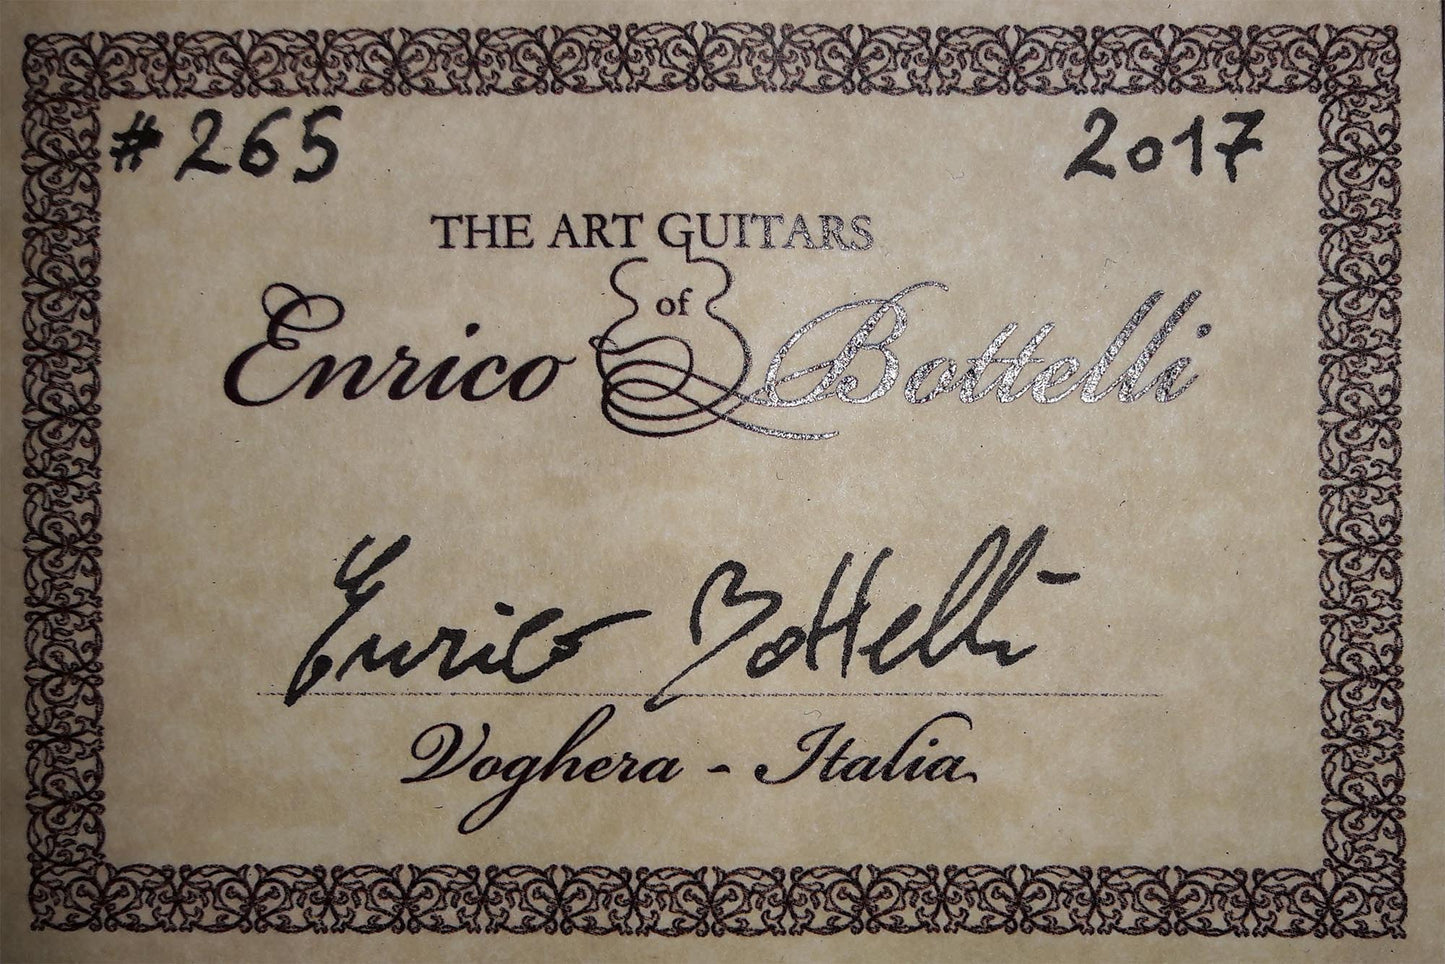 # 265 2017
THE ART GUITARS
of
Enrico Bottelli
Enrico Bottelli
Voghera - Italia